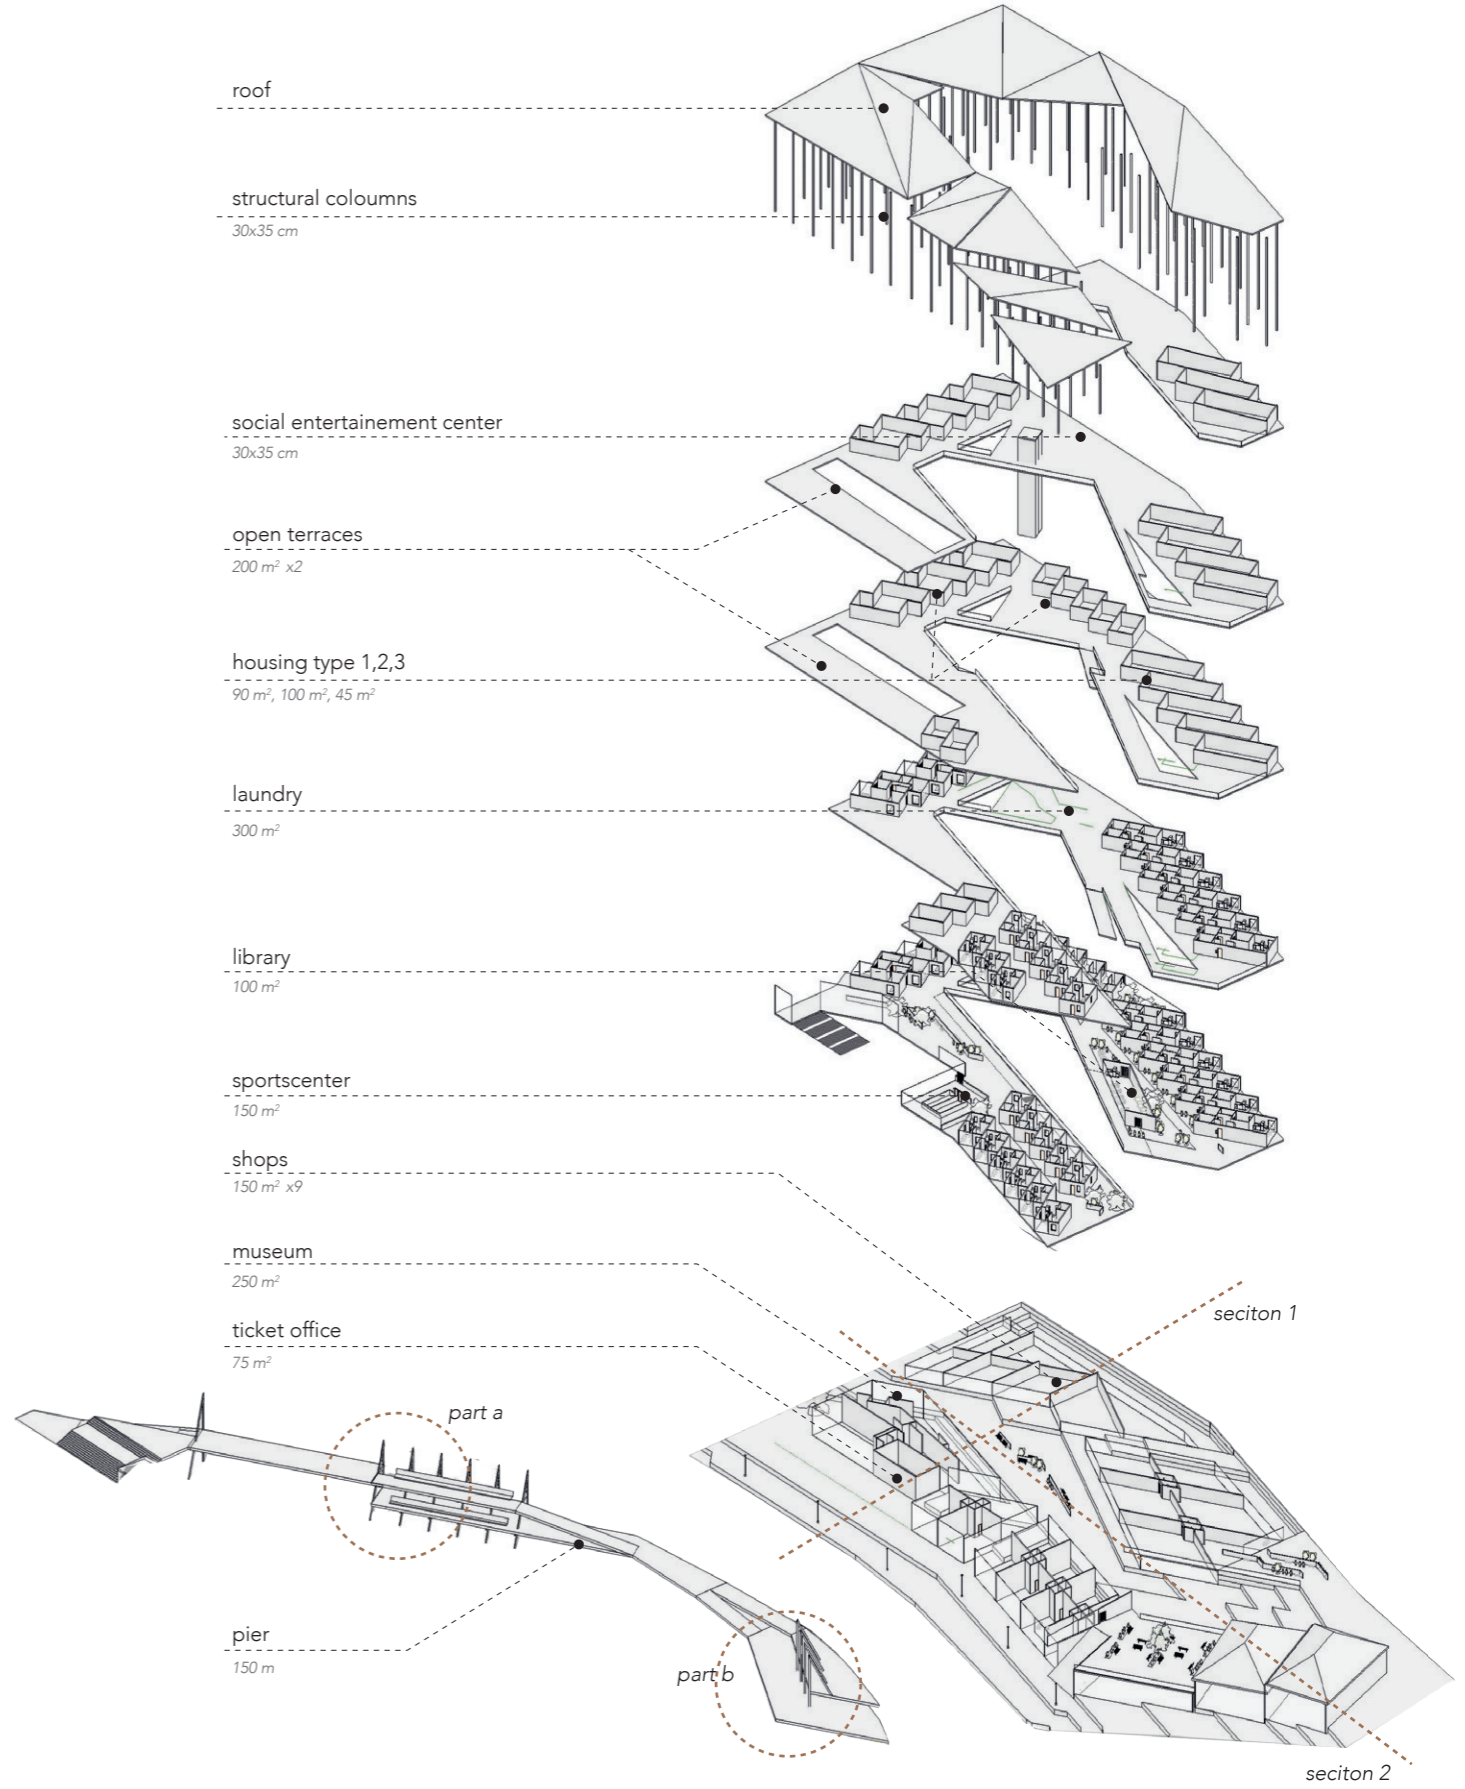 roof
structural coloumns
30x35 cm
social entertainement center
30x35 cm
open terraces
200 m² x2
housing type 1,2,3
90 m², 100 m², 45 m²
laundry
300 m²
library
100 m²
sportscenter
150 m²
shops
150 m² x9
museum
250 m²
seciton 1
ticket office
75 m²
part a
pier
150 m
part b
seciton 2